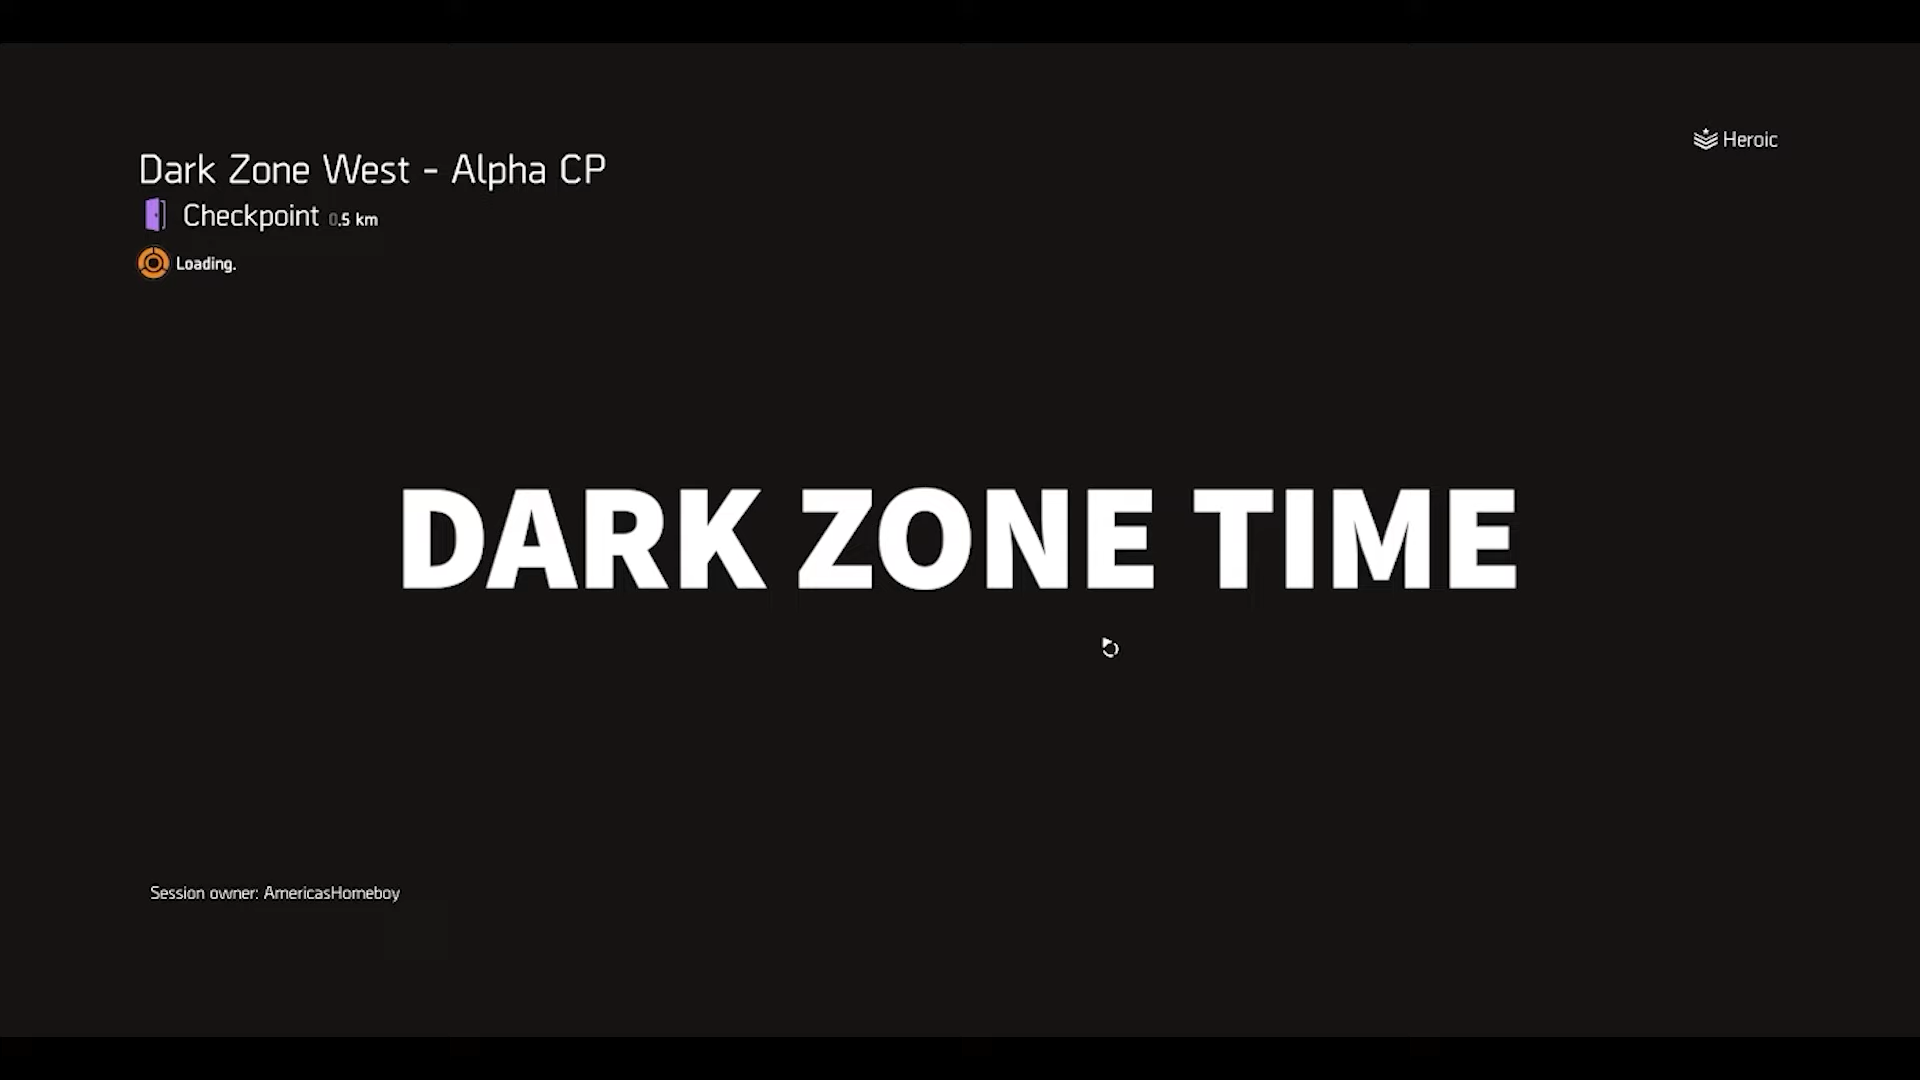 Heroic
Dark Zone West - Alpha CP
Checkpoint 0.5 km
Loading.
DARK ZONE TIME
Session owner: AmericasHomeboy